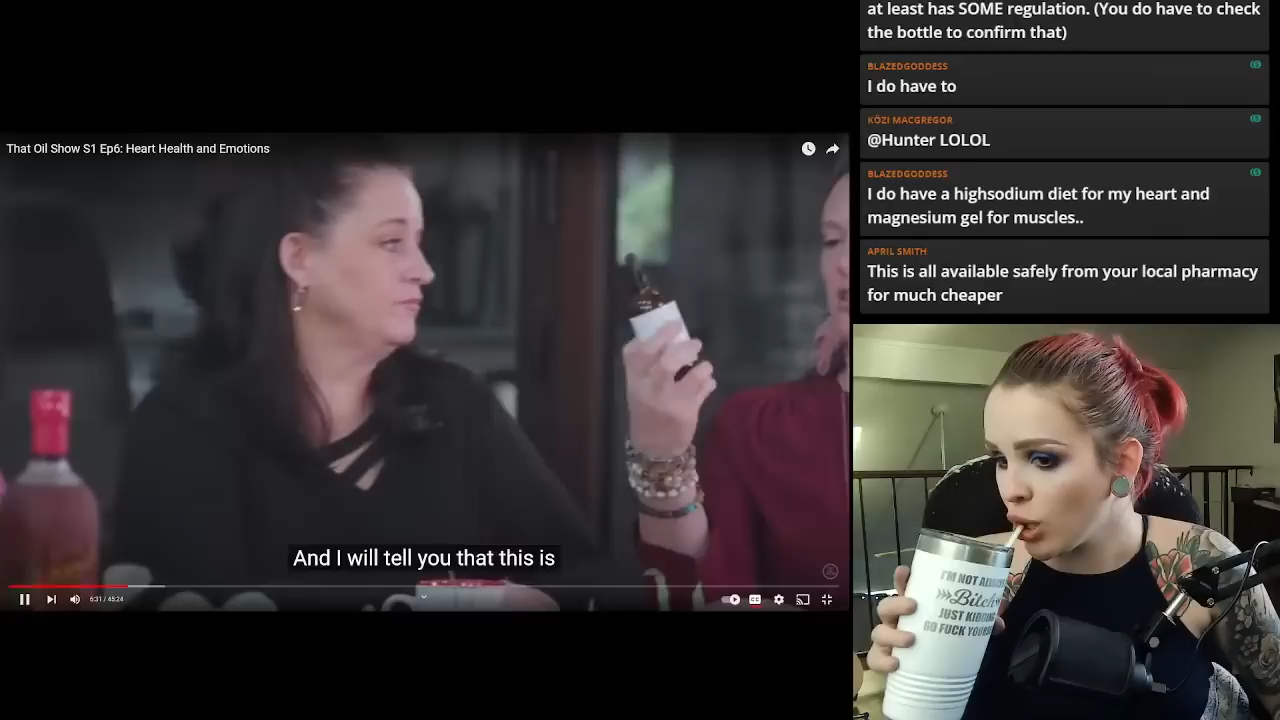 at least has SOME regulation. (You do have to check
the bottle to confirm that)
BLAZEDGODDESS
I do have to
KÖZI MACGREGOR
@Hunter LOLOL
BLAZEDGODDESS
I do have a highsodium diet for my heart and
magnesium gel for muscles..
APRIL SMITH
This is all available safely from your local pharmacy
for much cheaper
That Oil Show S1 Ep6: Heart Health and Emotions
And I will tell you that this is
6:31 / 45:24
I'M NOT ALWAYS
Bitch
JUST KIDDING
GO FUCK YOURSELF